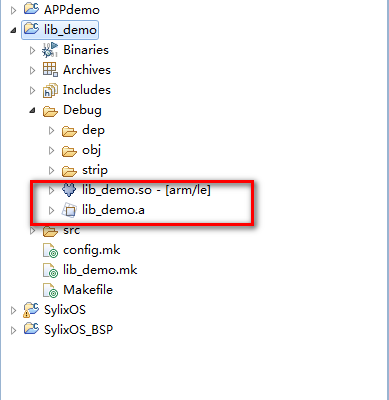 APPdemo
lib_demo
Binaries
Archives
Includes
Debug
dep
obj
strip
lib_demo.so - [arm/le]
lib_demo.a
src
config.mk
lib_demo.mk
Makefile
SylixOS
SylixOS_BSP